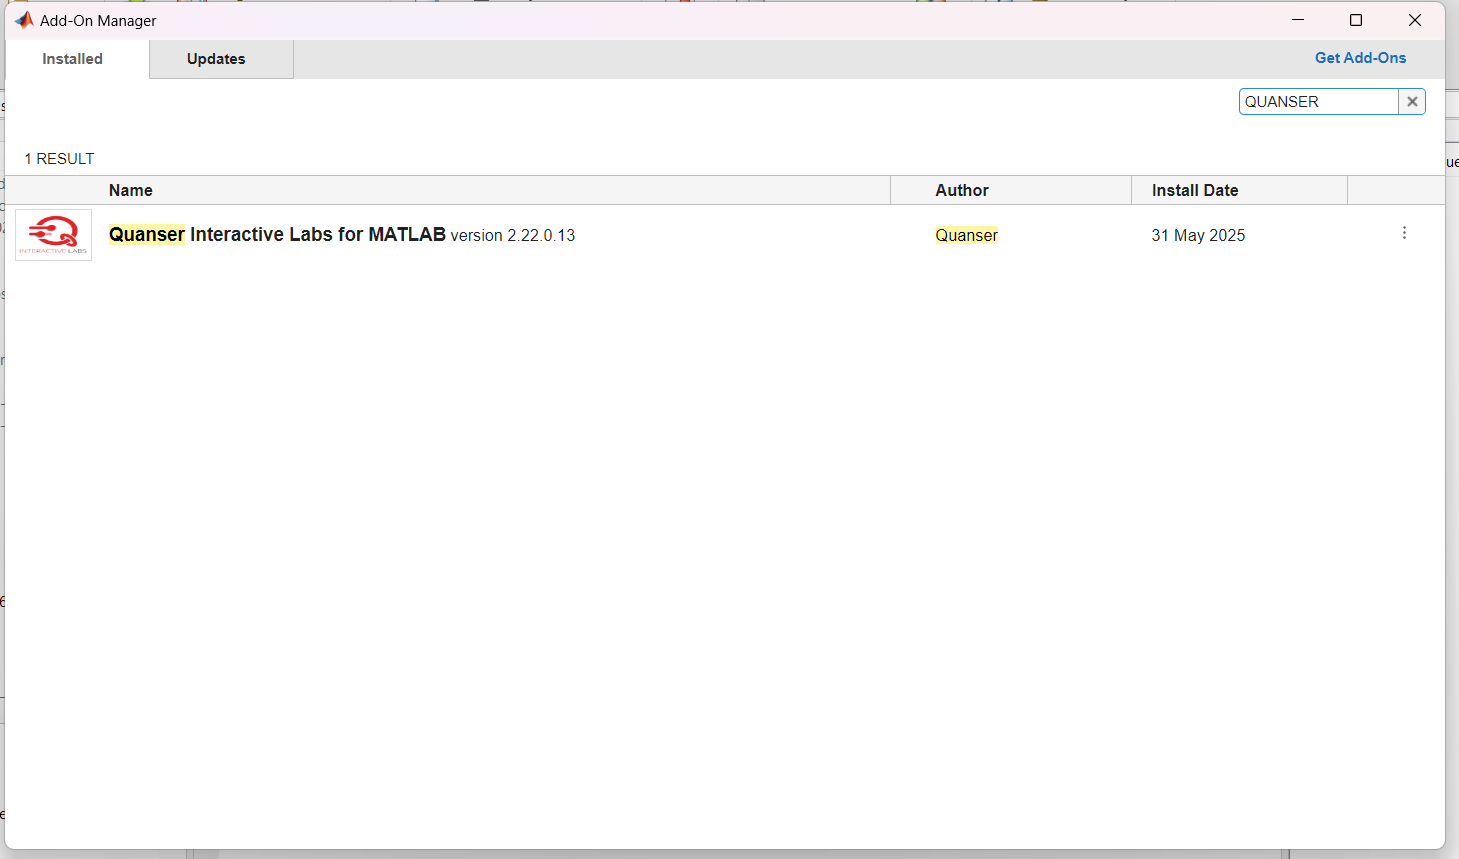 Add-On Manager
Installed Updates Get Add-Ons
QUANSER
1 RESULT
Name Author Install Date
INTERACTIVE LABS
Quanser Interactive Labs for MATLAB version 2.22.0.13 Quanser 31 May 2025